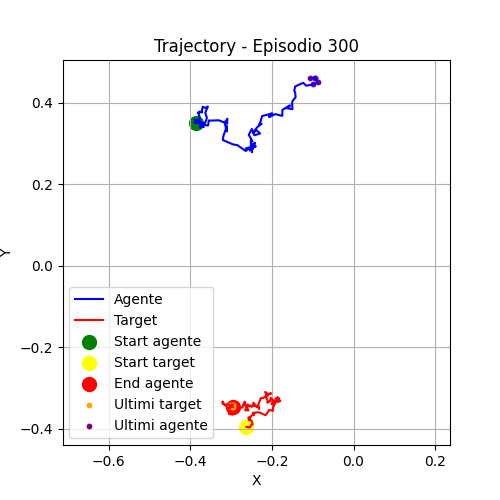 Trajectory - Episodio 300
Y
0.4
0.2
0.0
−0.2
−0.4
Agente
Target
Start agente
Start target
End agente
Ultimi target
Ultimi agente
−0.6
−0.4
−0.2
0.0
0.2
X